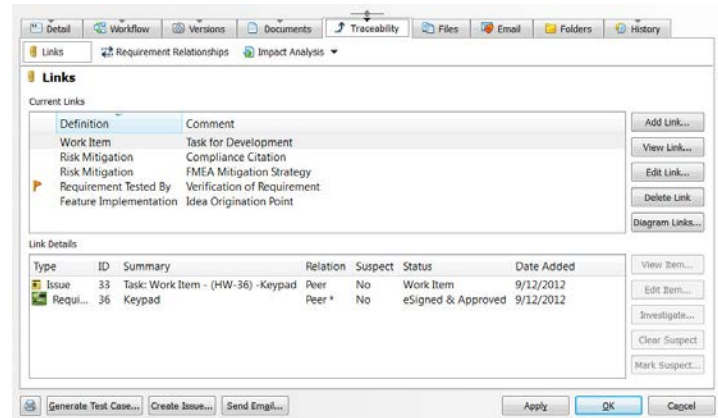 Detail Workflow Versions Documents Traceability Files Email Folders History
Links Requirement Relationships Impact Analysis
Links
Current Links
Definition Comment
Work Item Task for Development
Risk Mitigation Compliance Citation
Risk Mitigation FMEA Mitigation Strategy
Requirement Tested By Verification of Requirement
Feature Implementation Idea Origination Point
Add Link...
View Link...
Edit Link...
Delete Link
Diagram Links...
Link Details
Type ID Summary Relation Suspect Status Date Added
Issue 33 Task: Work Item - (HW-36) -Keypad Peer No Work Item 9/12/2012
Requi... 36 Keypad Peer * No eSigned & Approved 9/12/2012
View Item...
Edit Item...
Investigate...
Clear Suspect
Mark Suspect...
Generate Test Case... Create Issue... Send Email... Apply OK Cancel